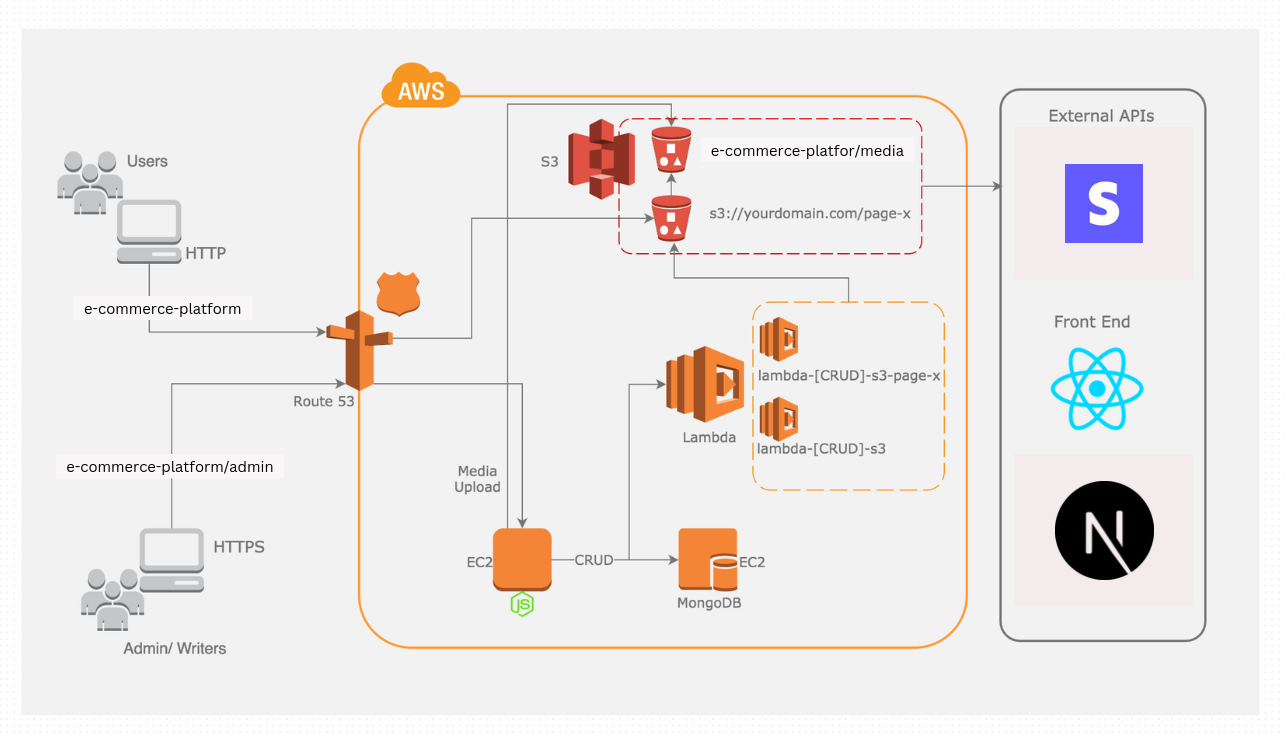 AWS
External APIs
Users
S3
e-commerce-platfor/media
S
s3://yourdomain.com/page-x
HTTP
e-commerce-platform
Front End
lambda-[CRUD]-s3-page-x
Route 53
Lambda
lambda-[CRUD]-s3
e-commerce-platform/admin
Media
Upload
N
HTTPS
EC2
CRUD
EC2
JS
MongoDB
Admin/ Writers